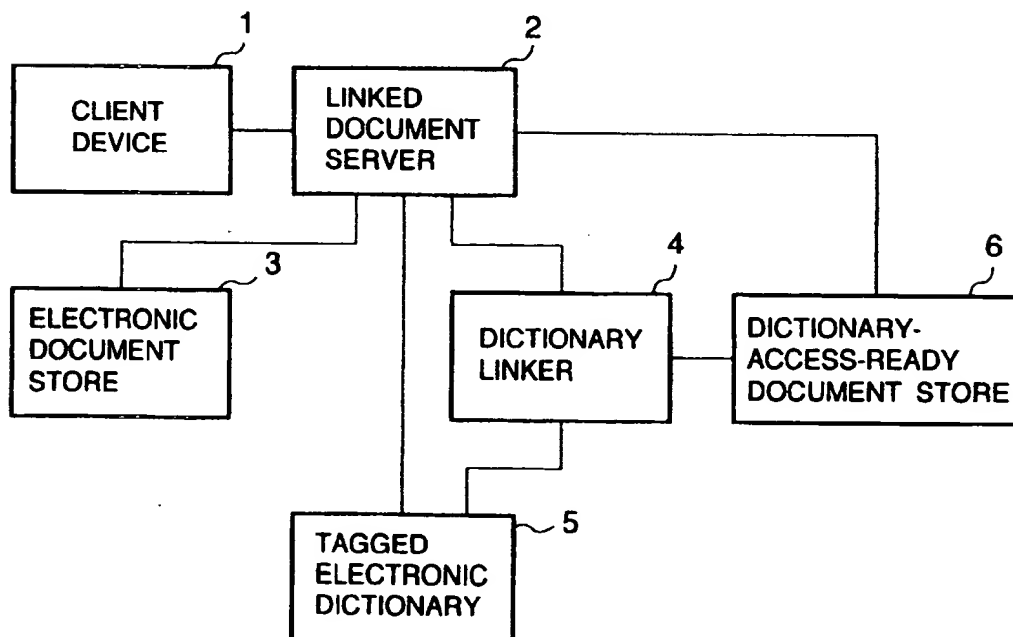 1
CLIENT
DEVICE
2
LINKED
DOCUMENT
SERVER
3
ELECTRONIC
DOCUMENT
STORE
4
DICTIONARY
LINKER
6
DICTIONARY-
ACCESS-READY
DOCUMENT STORE
5
TAGGED
ELECTRONIC
DICTIONARY